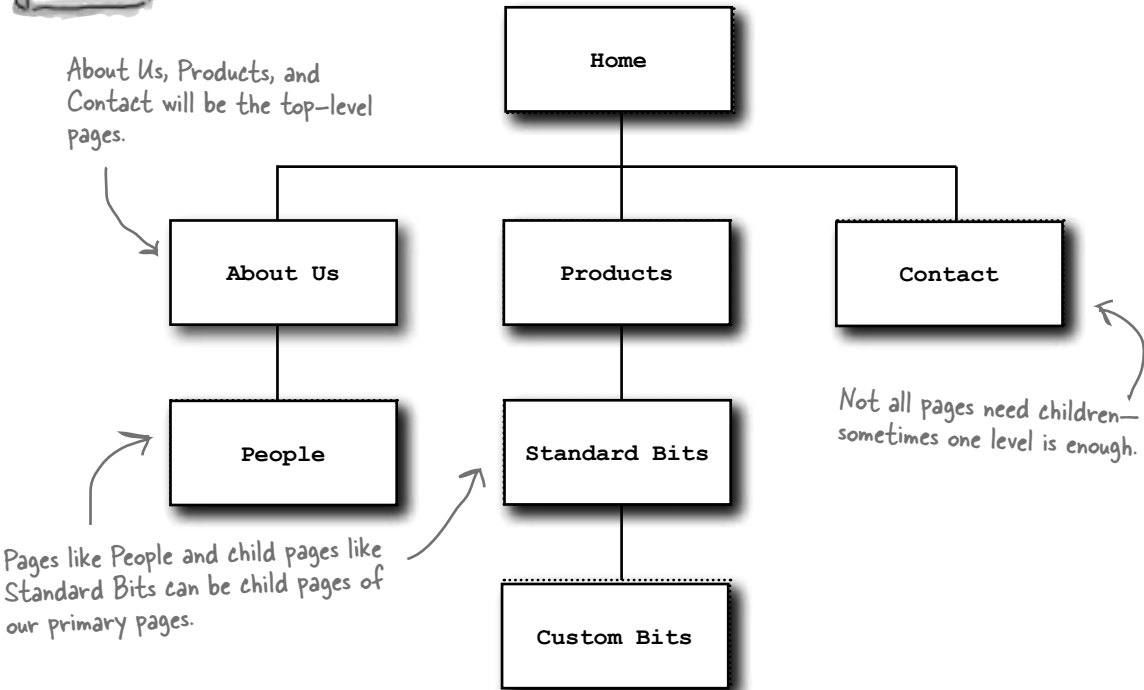 Home
About Us, Products, and
Contact will be the top-level
pages.
About Us
Products
Contact
Not all pages need children—
sometimes one level is enough.
People
Standard Bits
Pages like People and child pages like
Standard Bits can be child pages of
our primary pages.
Custom Bits